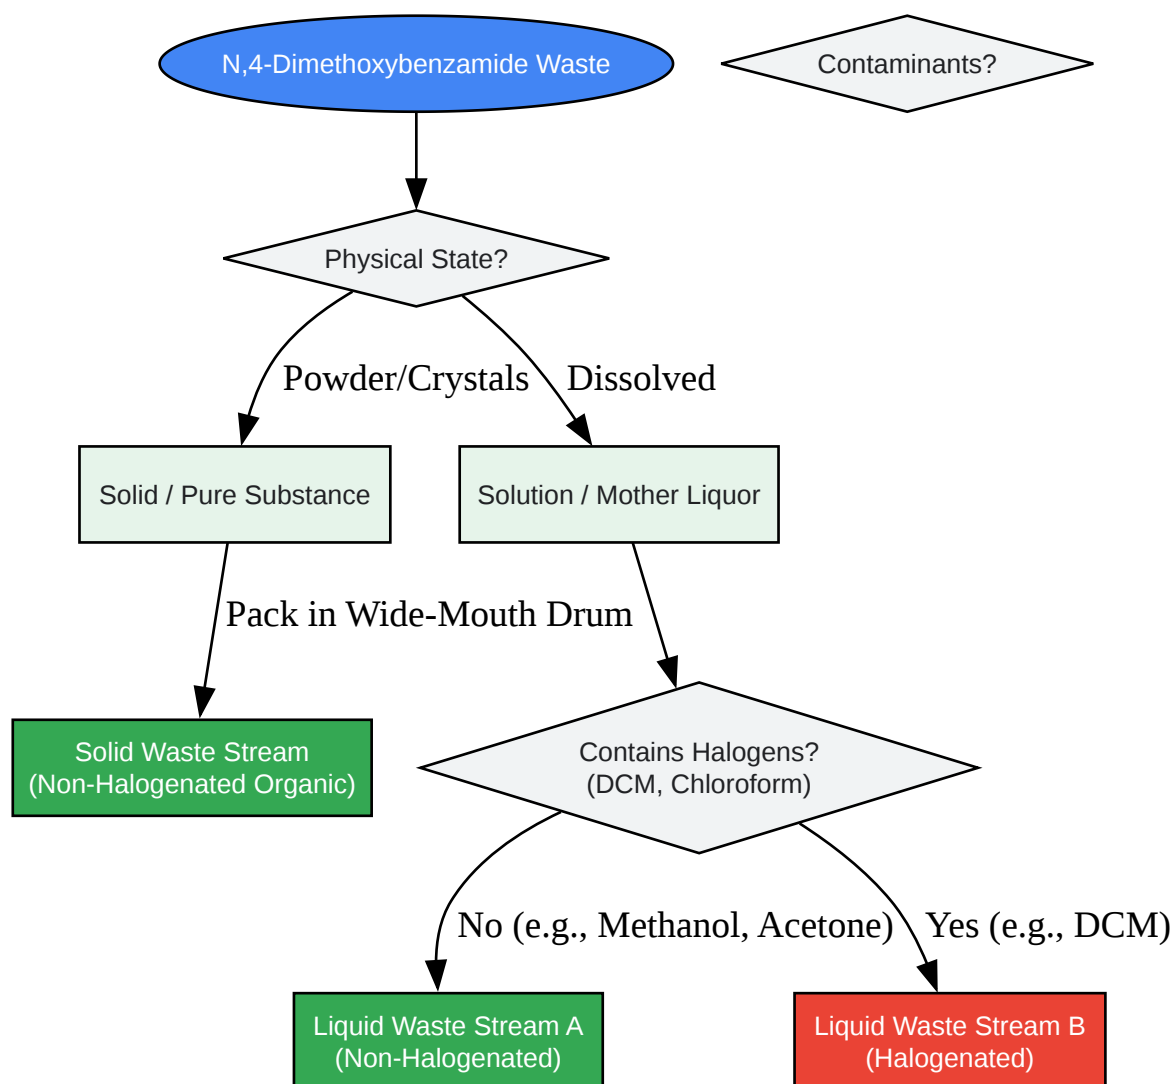 N,4-Dimethoxybenzamide Waste
Contaminants?
Physical State?
Powder/Crystals
Dissolved
Solid / Pure Substance
Solution / Mother Liquor
Pack in Wide-Mouth Drum
Solid Waste Stream
(Non-Halogenated Organic)
Contains Halogens?
(DCM, Chloroform)
No (e.g., Methanol, Acetone)
Yes (e.g., DCM)
Liquid Waste Stream A
(Non-Halogenated)
Liquid Waste Stream B
(Halogenated)